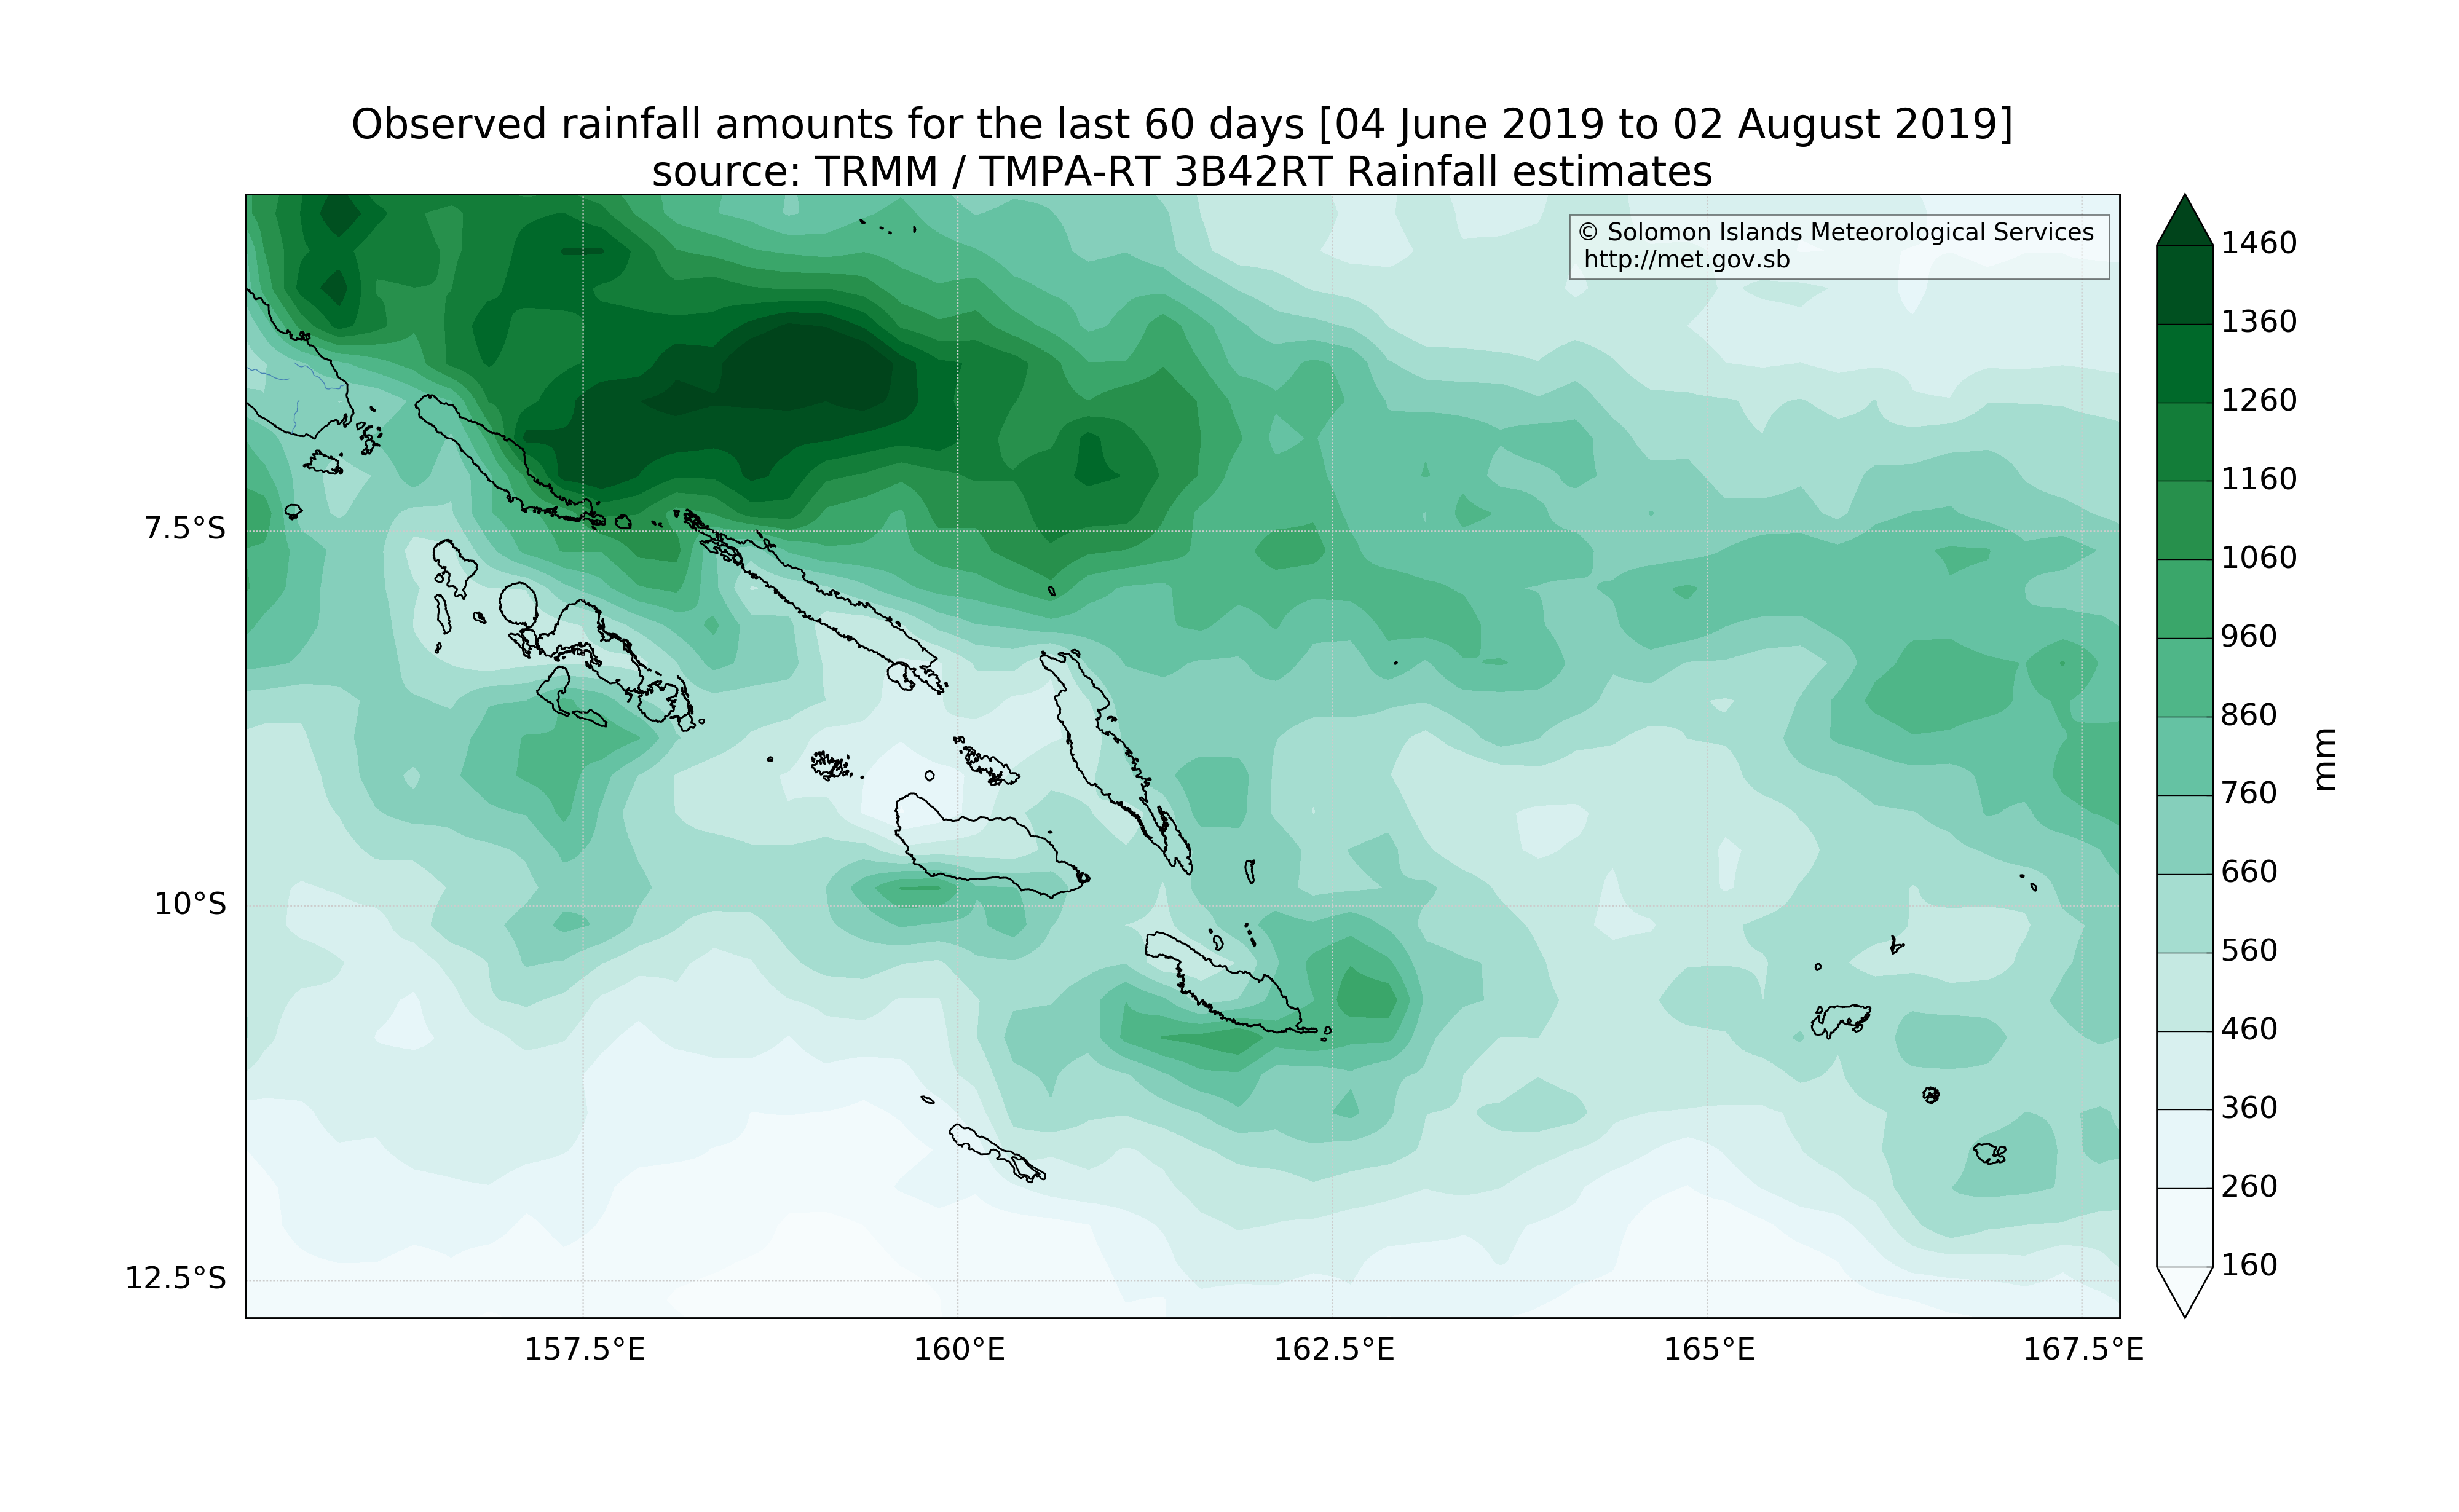 Observed rainfall amounts for the last 60 days [04 June 2019 to 02 August 2019]
source: TRMM / TMPA-RT 3B42RT Rainfall estimates
© Solomon Islands Meteorological Services
http://met.gov.sb
7.5°S
10°S
12.5°S
157.5°E
160°E
162.5°E
165°E
167.5°E
1460
1360
1260
1160
1060
960
860
760
660
560
460
360
260
160
mm